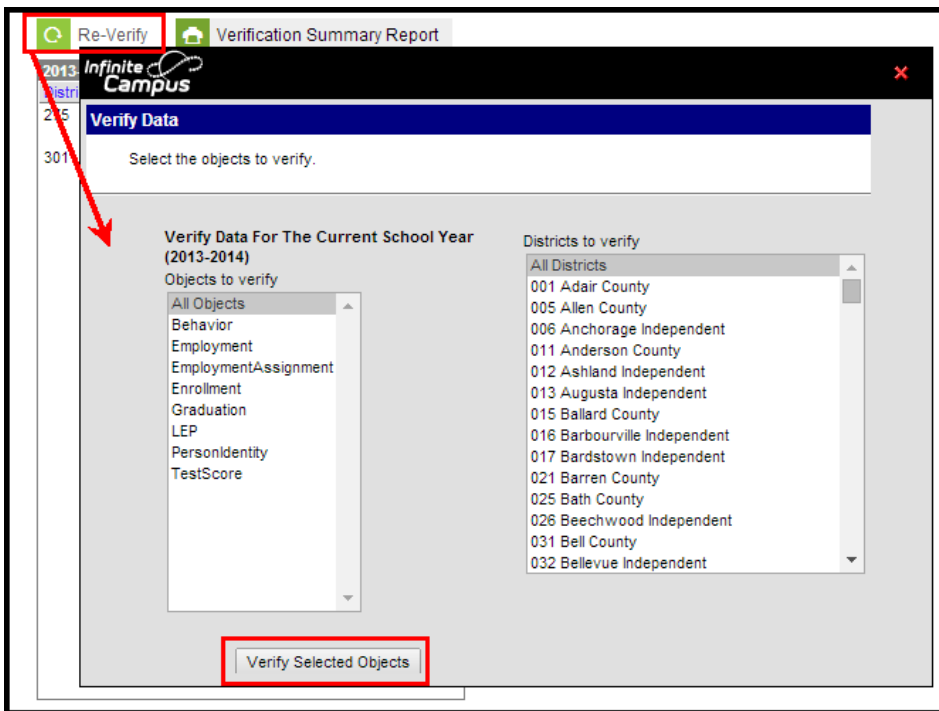 Re-Verify
Verification Summary Report
2013-
Distri
275
301
Infinite
Campus
Verify Data
Select the objects to verify.
Verify Data For The Current School Year
(2013-2014)
Objects to verify
All Objects
Behavior
Employment
EmploymentAssignment
Enrollment
Graduation
LEP
PersonIdentity
TestScore
Districts to verify
All Districts
001 Adair County
005 Allen County
006 Anchorage Independent
011 Anderson County
012 Ashland Independent
013 Augusta Independent
015 Ballard County
016 Barbourville Independent
017 Bardstown Independent
021 Barren County
025 Bath County
026 Beechwood Independent
031 Bell County
032 Bellevue Independent
Verify Selected Objects